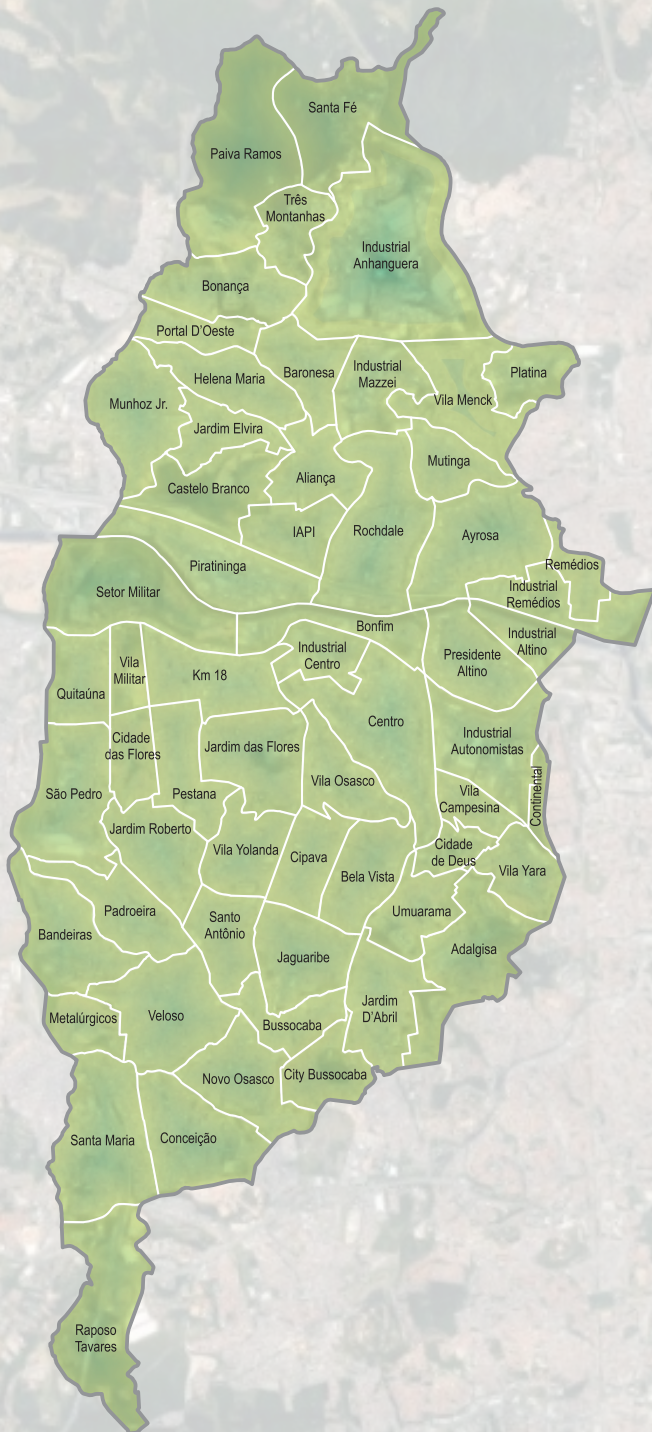 Santa Fé
Paiva Ramos
Três
Montanhas
Industrial
Anhanguera
Bonança
Portal D'Oeste
Helena Maria
Baronesa
Industrial
Mazzei
Platina
Vila Menck
Munhoz Jr.
Jardim Elvira
Mutinga
Aliança
Castelo Branco
IAPI
Rochdale
Ayrosa
Piratininga
Remédios
Setor Militar
Industrial
Remédios
Bonfim
Industrial
Altino
Industrial
Centro
Presidente
Altino
Vila
Militar
Km 18
Quitaúna
Centro
Industrial
Autonomistas
Cidade
das Flores
Jardim das Flores
Vila Osasco
Continental
São Pedro
Pestana
Vila
Campesina
Jardim Roberto
Vila Yolanda
Cipava
Cidade
de Deus
Bela Vista
Vila Yara
Padroeira
Santo
Antônio
Umuarama
Bandeiras
Adalgisa
Jaguaribe
Jardim
D'Abril
Metalúrgicos
Veloso
Bussocaba
Novo Osasco
City Bussocaba
Santa Maria
Conceição
Raposo
Tavares